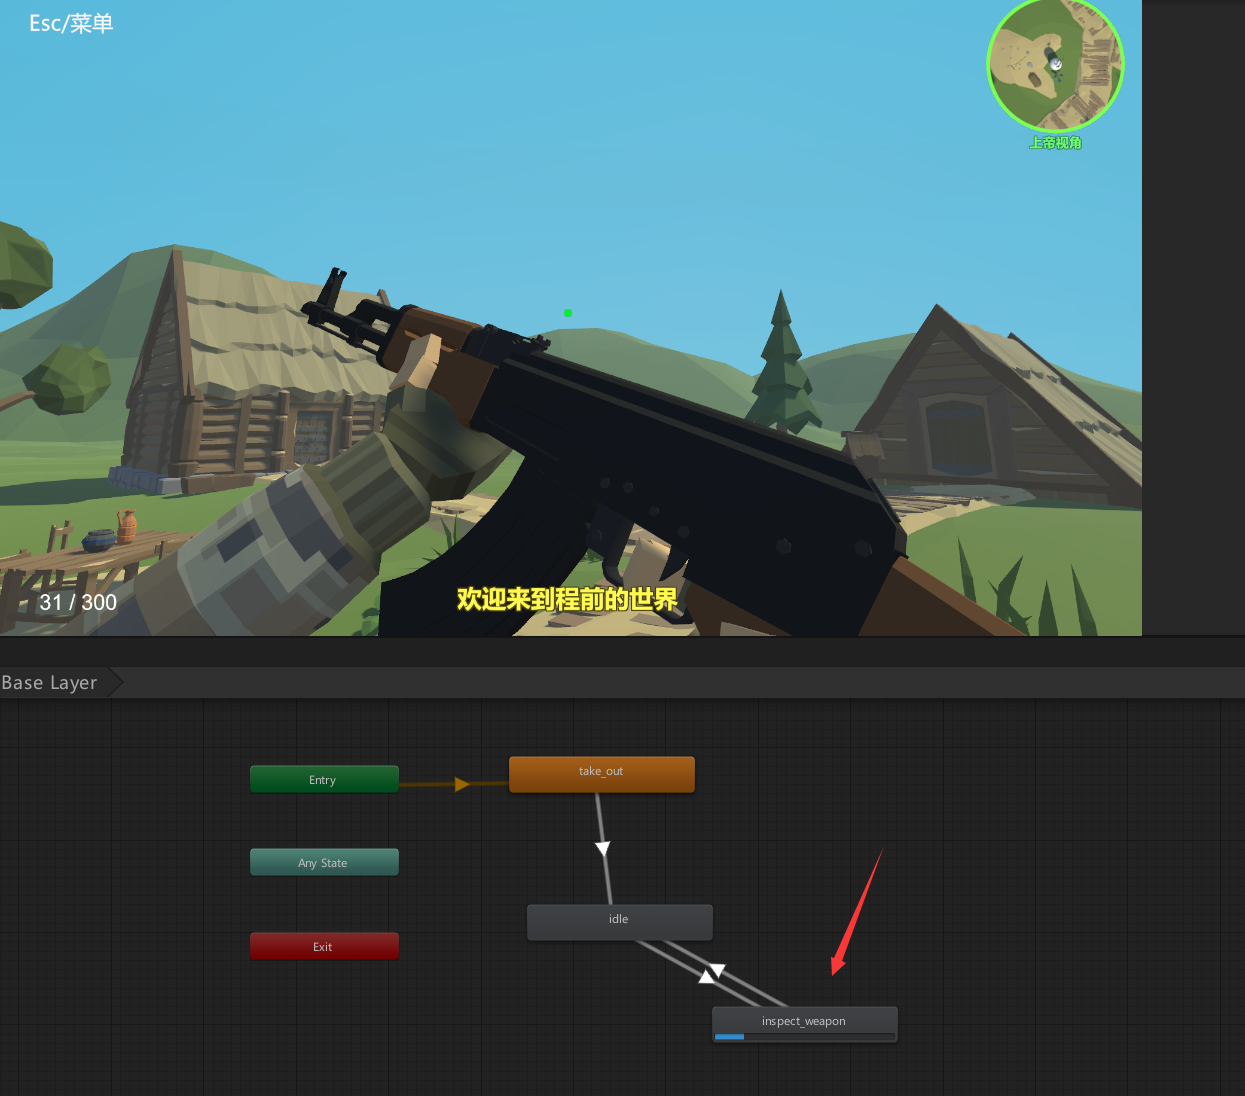 Esc/菜单
上帝视角
31 / 300
欢迎来到程前的世界
Base Layer
Entry
take_out
Any State
idle
Exit
inspect_weapon